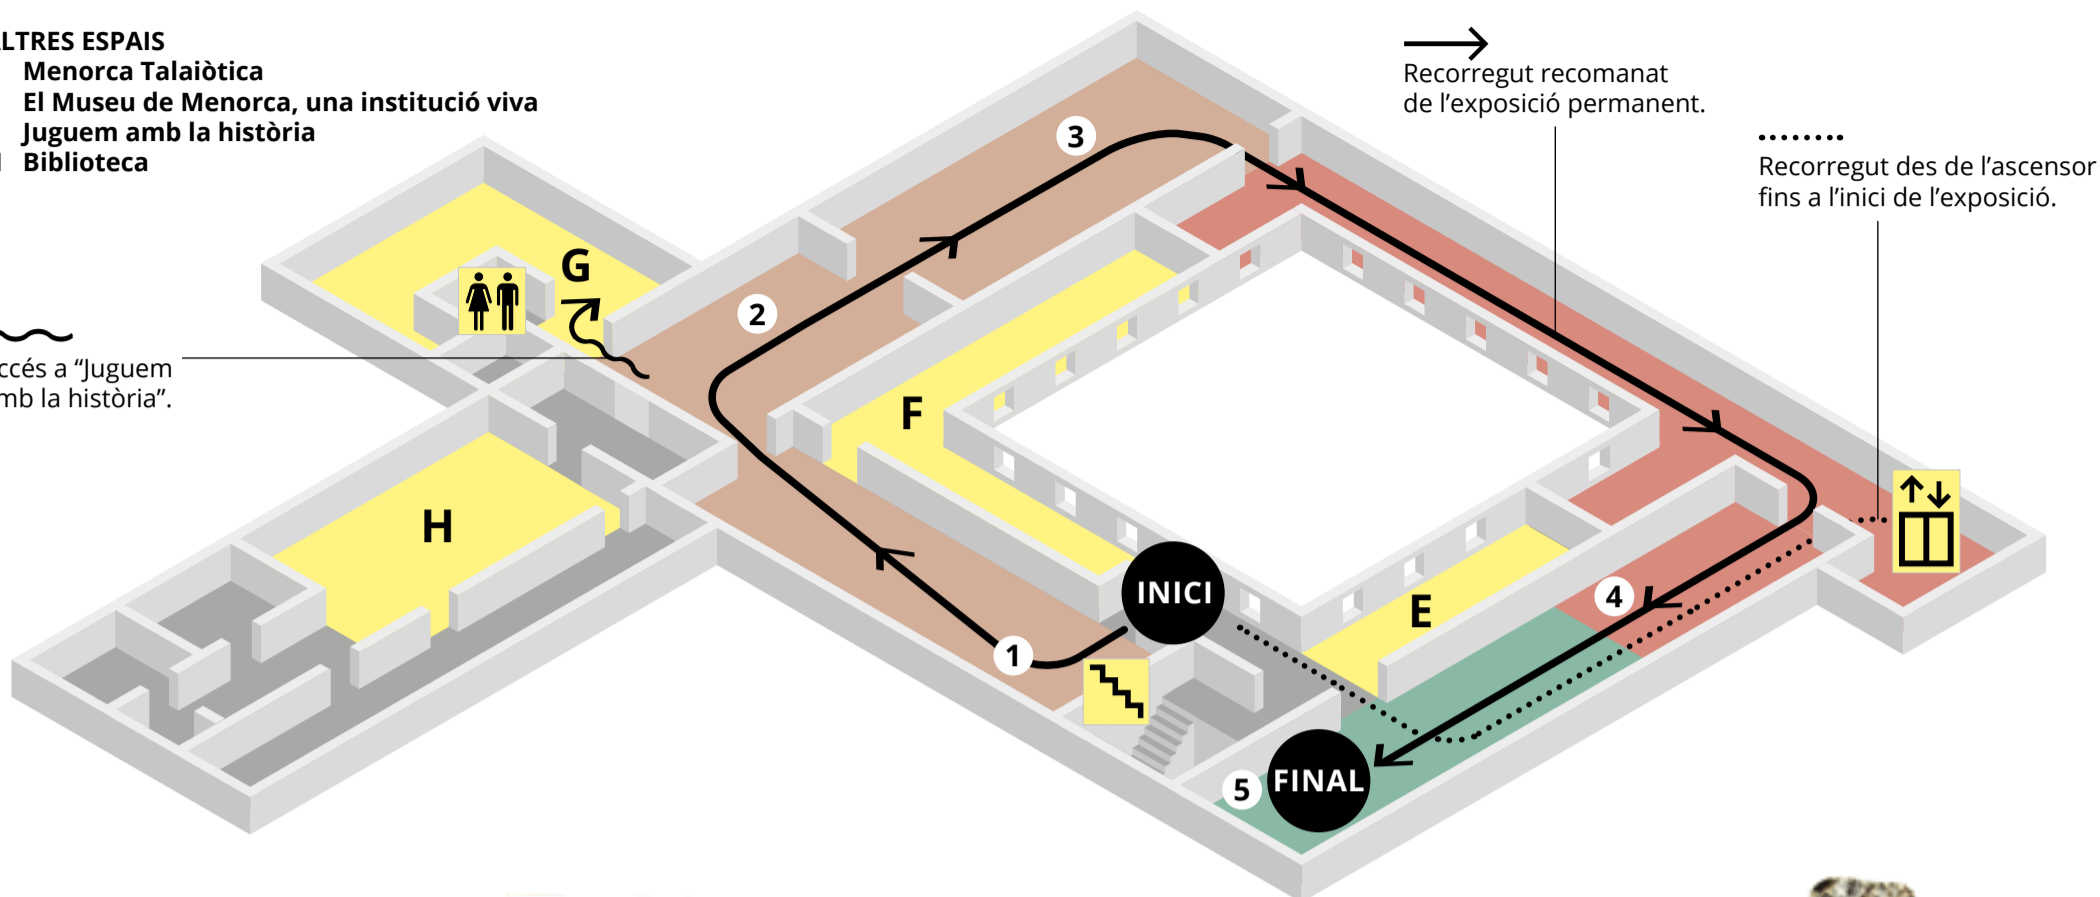 LTRES ESPAIS
Menorca Talaiòtica
El Museu de Menorca, una institució viva
Juguem amb la història
Biblioteca
Recorregut recomanat
de l’exposició permanent.
Recorregut des de l’ascensor
fins a l’inici de l’exposició.
ccés a “Juguem
mb la història”.
3
G
2
F
H
INICI
E
4
1
5
FINAL